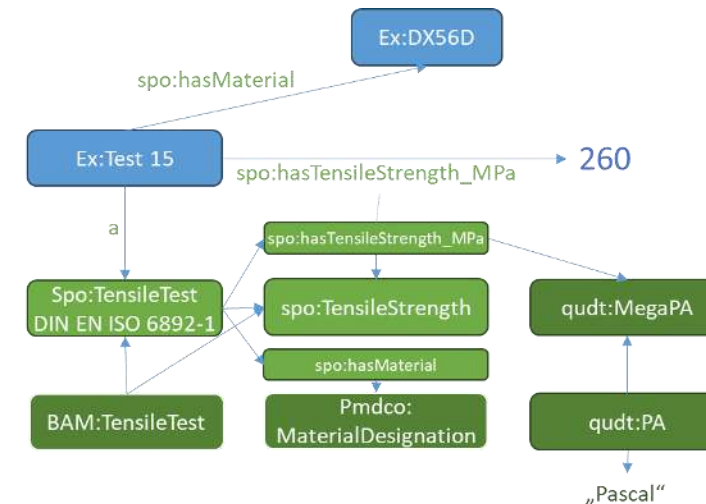 Ex:DX56D
spo:hasMaterial
Ex:Test 15
260
spo:hasTensileStrength_MPa
a
spo:hasTensileStrength_MPa
Spo:TensileTest
DIN EN ISO 6892-1
spo:TensileStrength
qudt:MegaPA
spo:hasMaterial
BAM:TensileTest
Pmdco:
MaterialDesignation
qudt:PA
„Pascal“